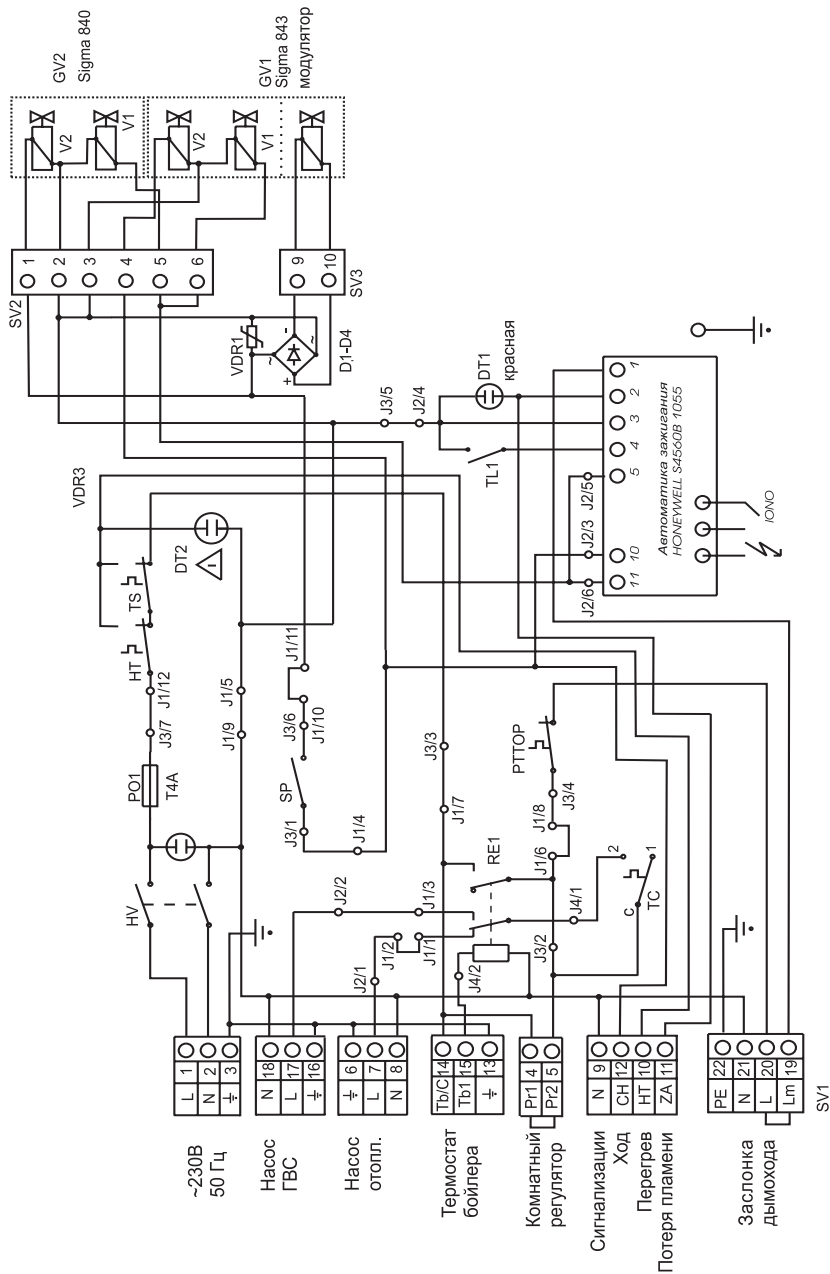 GV2
Sigma 840
GV1
Sigma 843
модулятор
V2
V1
V2
V1
SV2
1
2
3
4
5
6
9
10
SV3
VDR1
~
-
+
~
D1-D4
VDR3
DT2
TS
HT
J1/12
J3/7
PO1
T4A
HV
J1/5
J1/9
J1/11
J3/6
J1/10
SP
J3/1
J1/4
J3/5
J2/4
DT1
красная
TL1
J2/5
J2/3
J2/6
1
2
3
4
5
10
11
Автоматика зажигания
HONEYWELL S4560B 1055
IONO
J3/3
J1/7
РТТОР
J3/4
J1/8
J1/6
RE1
J2/2
J1/3
J2/1
J1/2
J1/1
J4/2
J4/1
J3/2
2
1
C
TC
~230В
50 Гц
L 1
N 2
3
Насос
ГВС
N 18
L 17
16
Насос
отопл.
6
L 7
N 8
Термостат
бойлера
Tb/C 14
Tb1 15
13
Комнатный
регулятор
Pr1 4
Pr2 5
Сигнализации
Ход
Перегрев
Потеря пламени
N 9
CH 12
HT 10
ZA 11
Заслонка
дымохода
PE 22
N 21
L 20
Lm 19
SV1